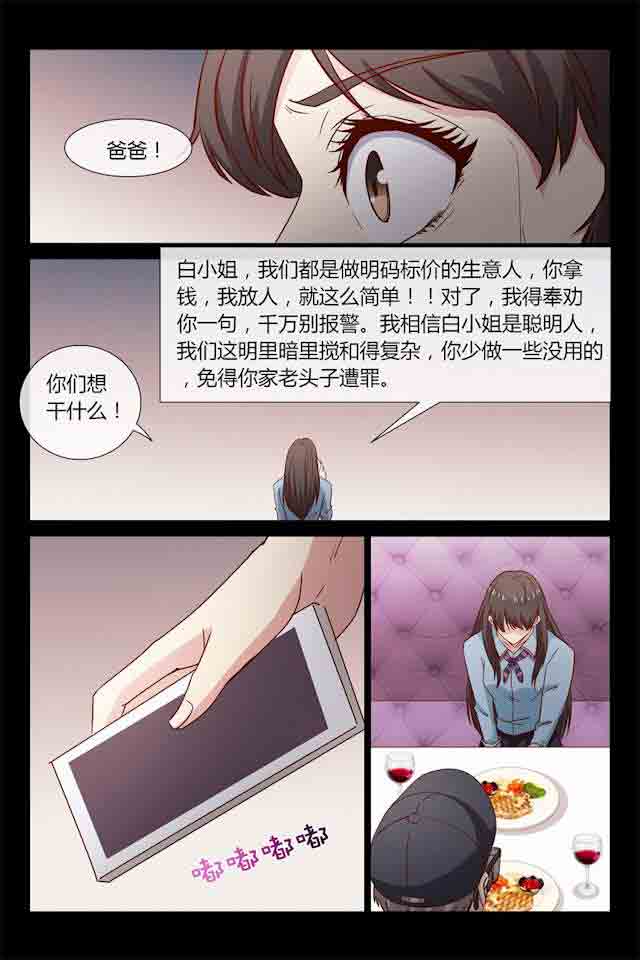 爸爸！
白小姐，我们都是做明码标价的生意人，你拿
钱，我放人，就这么简单！！对了，我得奉劝
你一句，千万别报警。我相信白小姐是聪明人，
我们这明里暗里搅和得复杂，你少做一些没用的
，免得你家老头子遭罪。
你们想
干什么！
嘟嘟嘟嘟